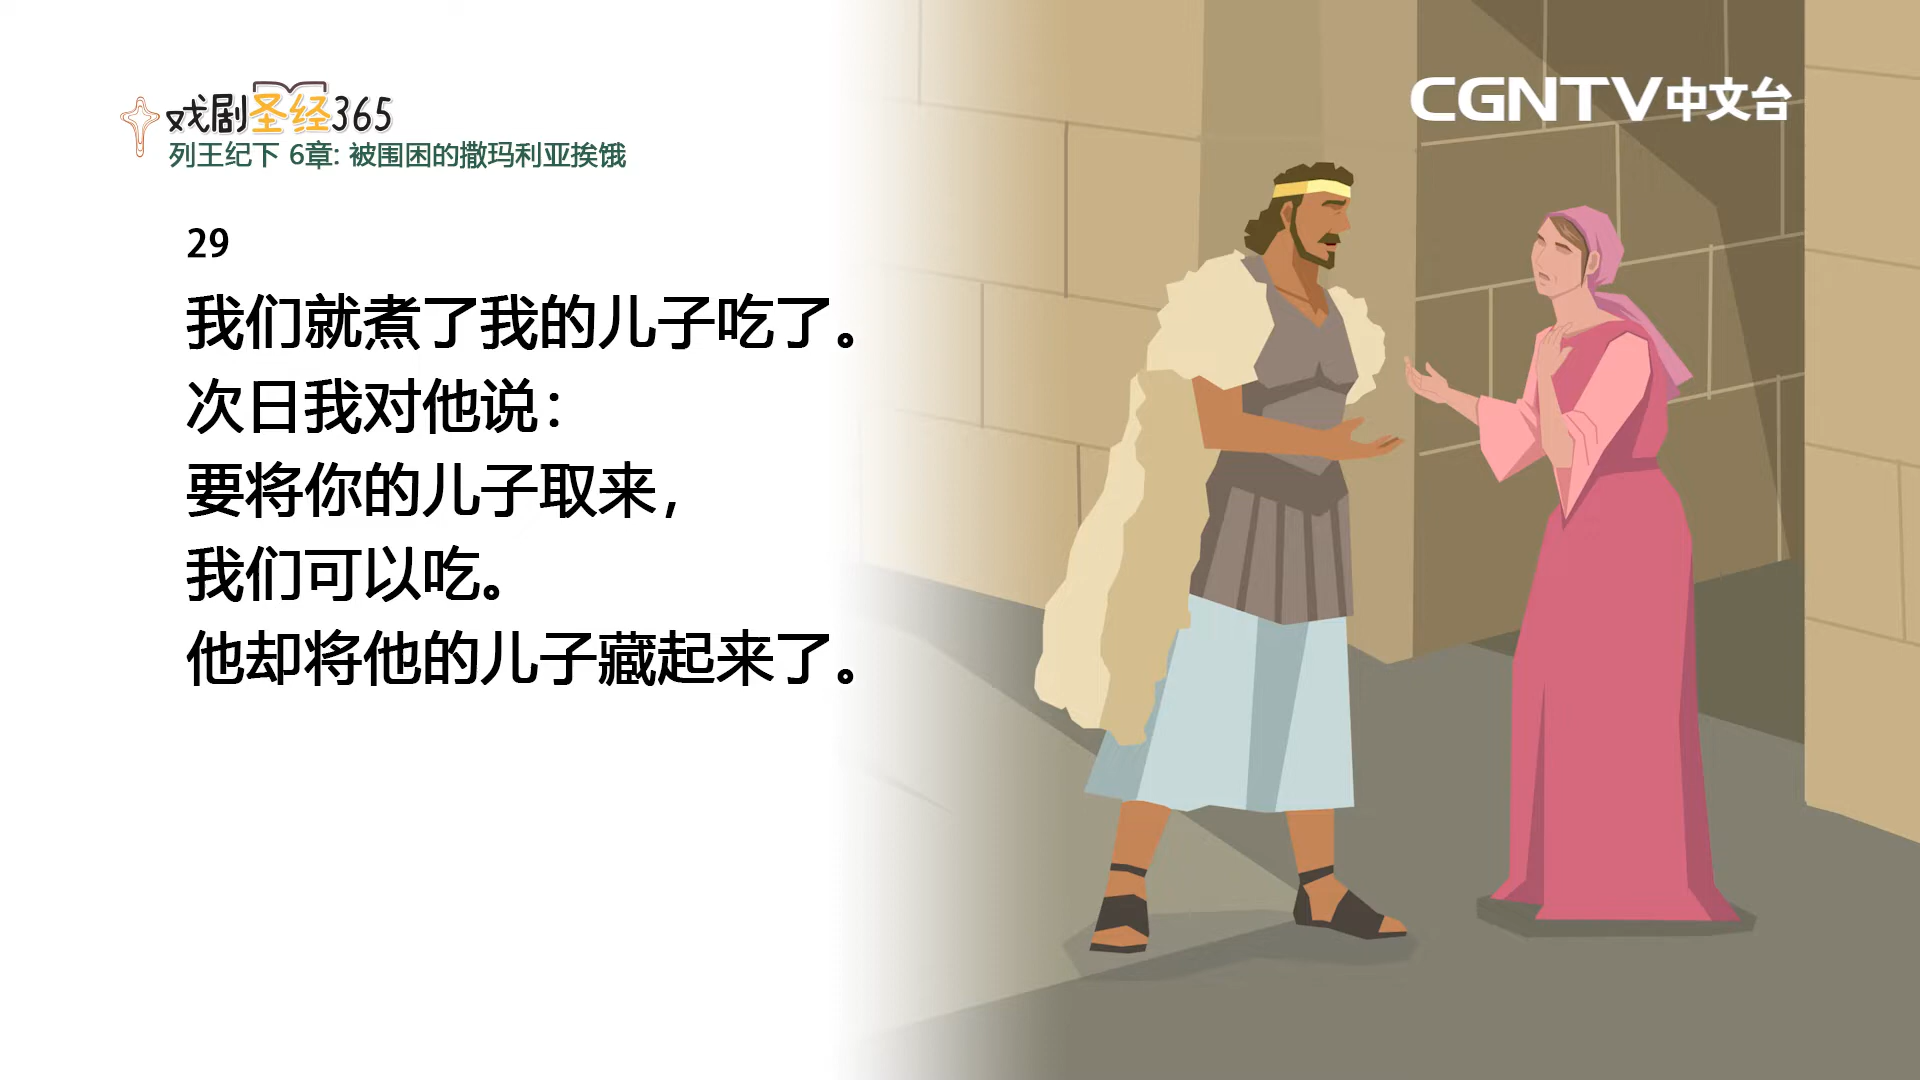 戏剧圣经365
CGNTV中文台
列王纪下 6章: 被围困的撒玛利亚挨饿
29
我们就煮了我的儿子吃了。
次日我对他说：
要将你的儿子取来，
我们可以吃。
他却将他的儿子藏起来了。